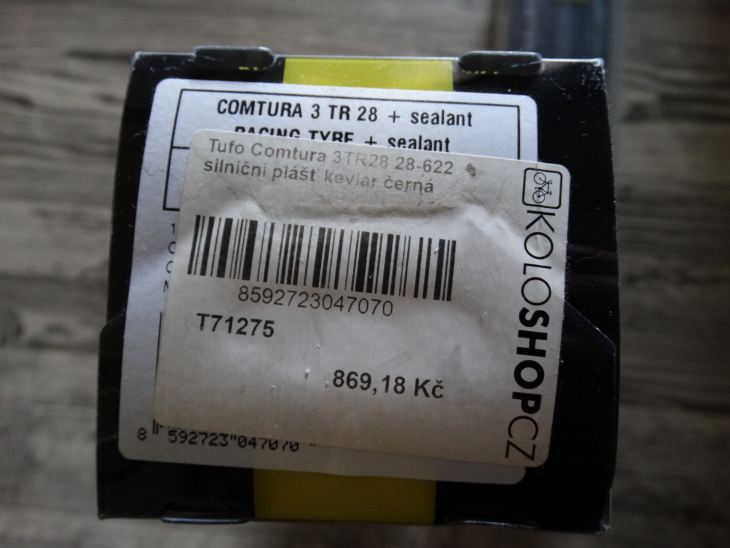 COMTURA 3 TR 28 + sealant
RACING TYRE + sealant
Tufo Comtura 3TR28 28-622
silniční plášť kevlar černá
8592723047070
T71275
869,18 Kč
KOLOSHOPCZ
8 592723"047070"